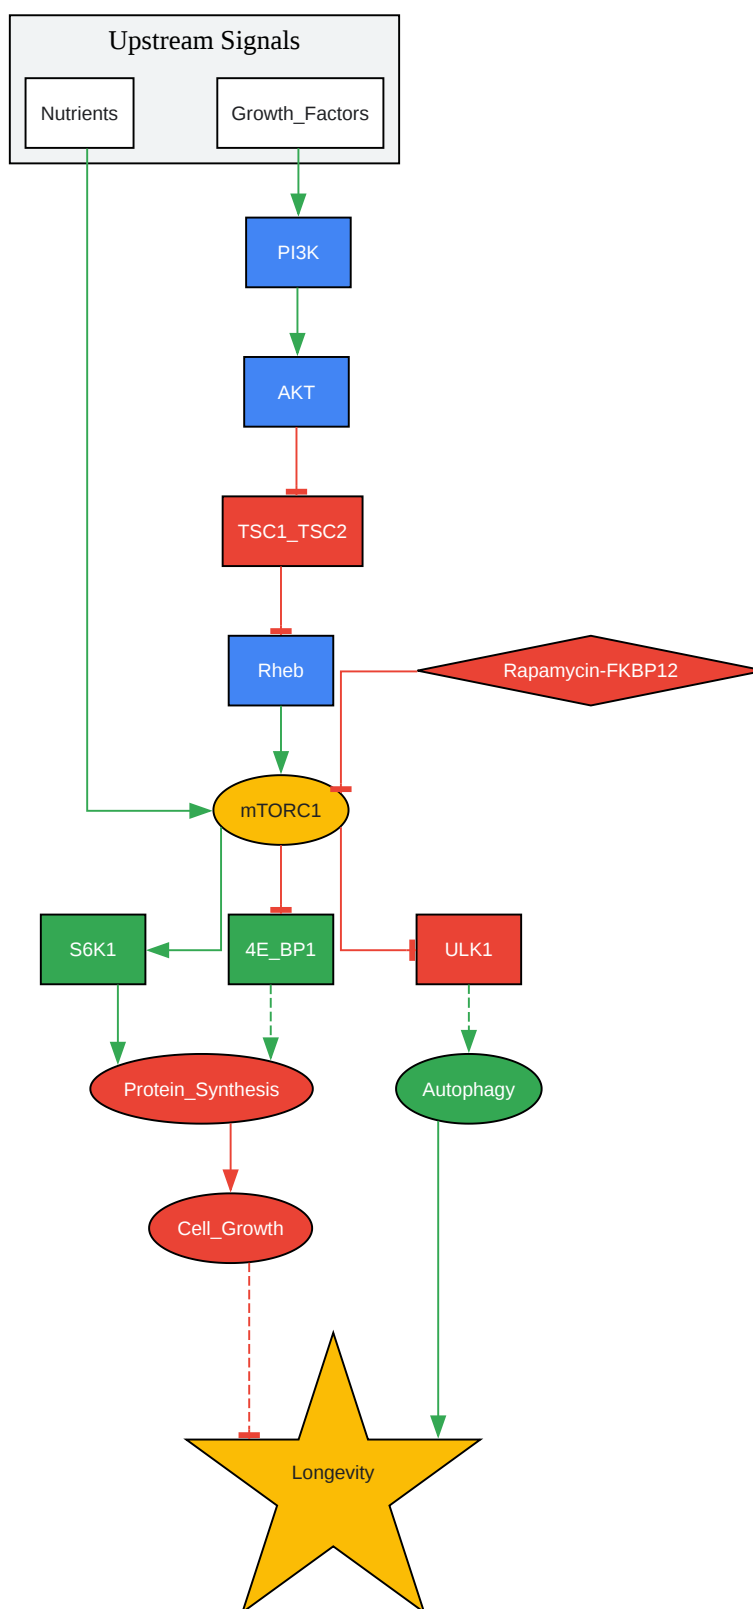 Upstream Signals
Nutrients
Growth_Factors
PI3K
AKT
TSC1_TSC2
Rheb
Rapamycin-FKBP12
mTORC1
S6K1
4E_BP1
ULK1
Protein_Synthesis
Autophagy
Cell_Growth
Longevity